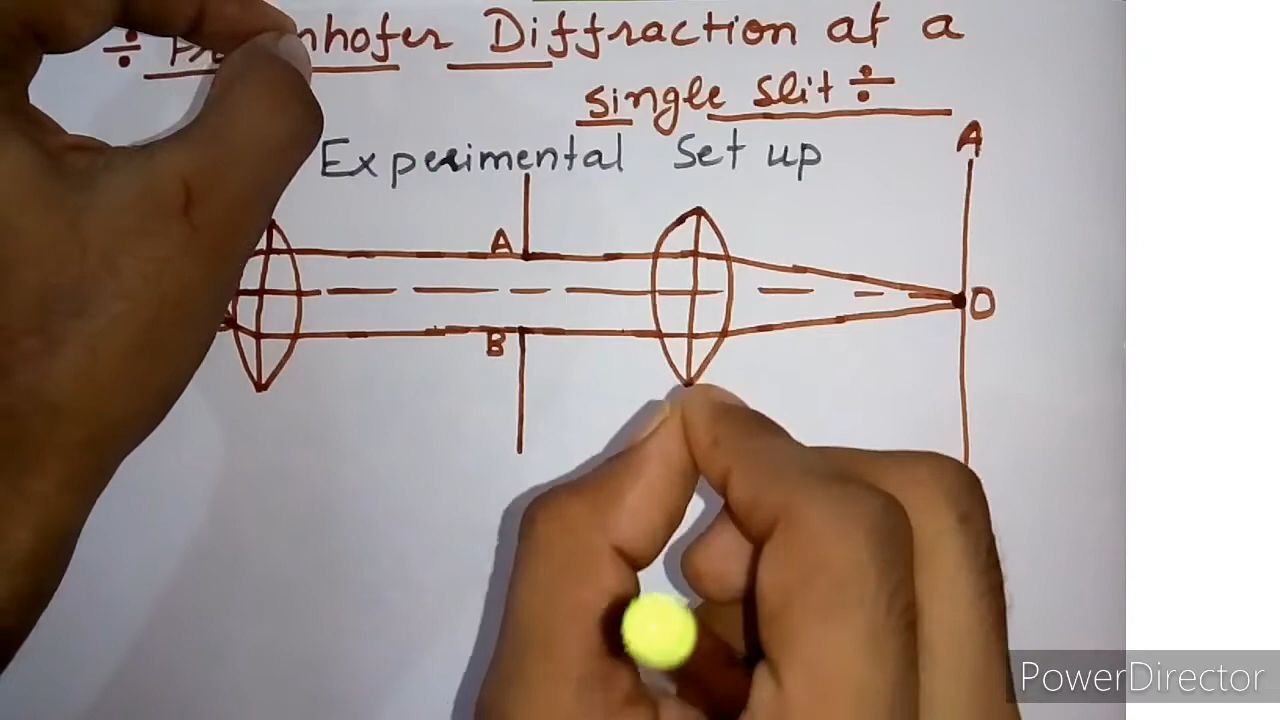 Diffraction at a
single slit ÷
Experimental Set up
A
A
O
B
PowerDirector